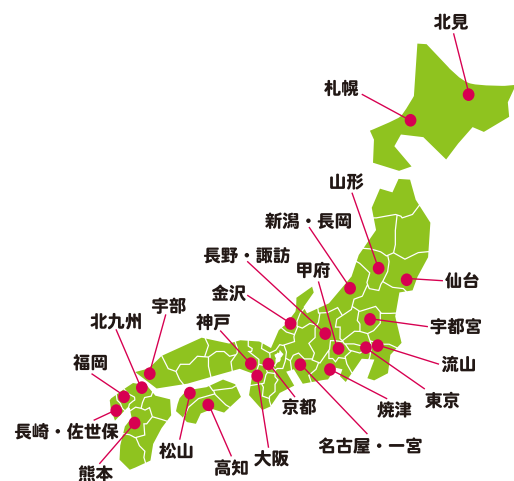 北見
札幌
山形
新潟・長岡
長野・諏訪
甲府
仙台
金沢
宇部
神戸
北九州
宇都宮
福岡
流山
東京
京都
焼津
長崎・佐世保
名古屋・一宮
松山
大阪
高知
熊本